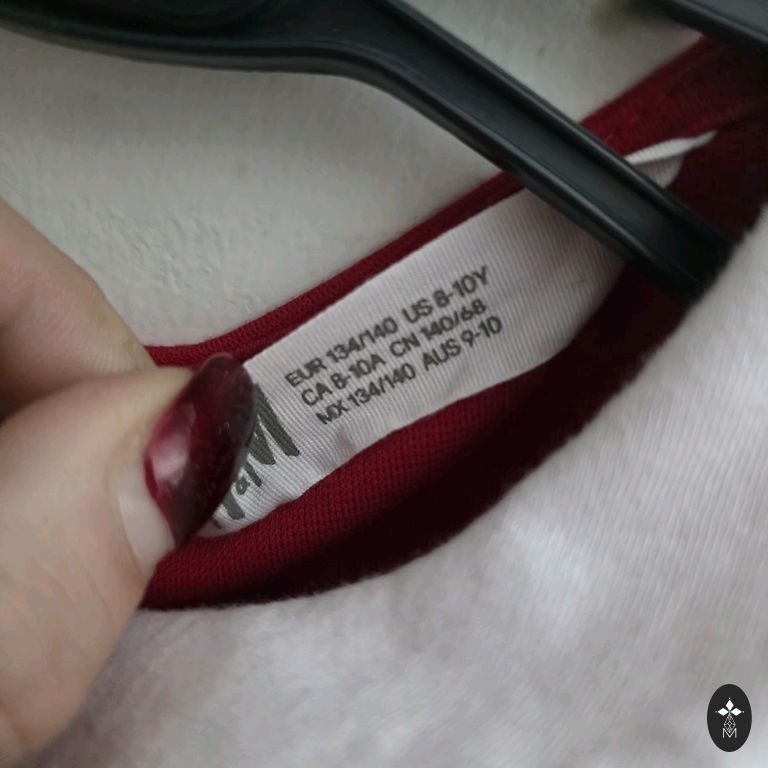 H&M
EUR 134/140 US 8-10Y
CA 8-10A CN 140/68
MX 134/140 AUS 9-10
M